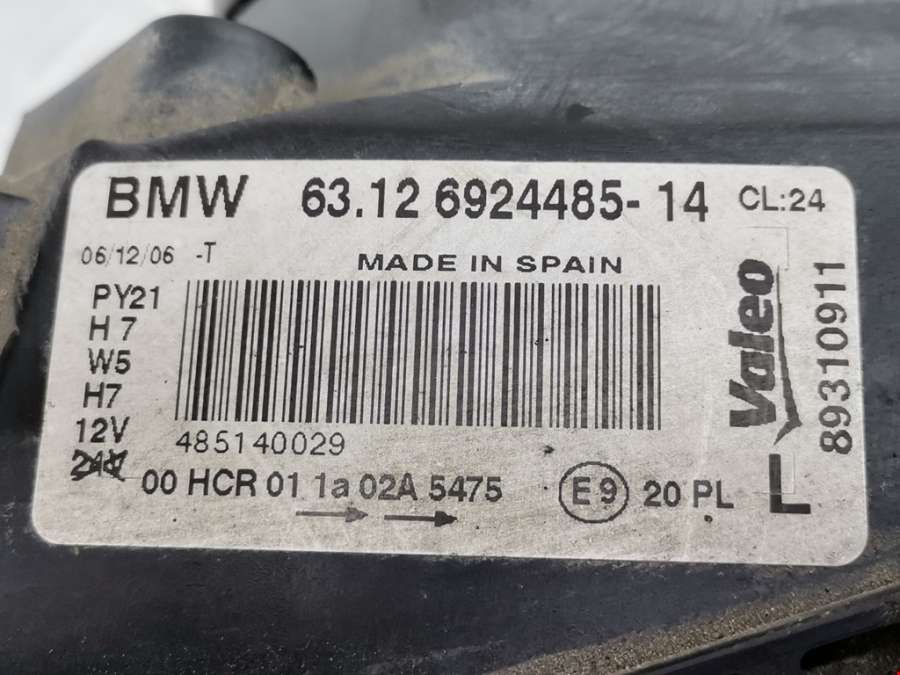 BMW 63.12 6924485-14 CL:24
06/12/06 -T
MADE IN SPAIN
PY21
H7
W5
H7
12V
24V
485140029
00 HCR 01 1a 02A 5475
E9 20 PL L
Valeo
89310911